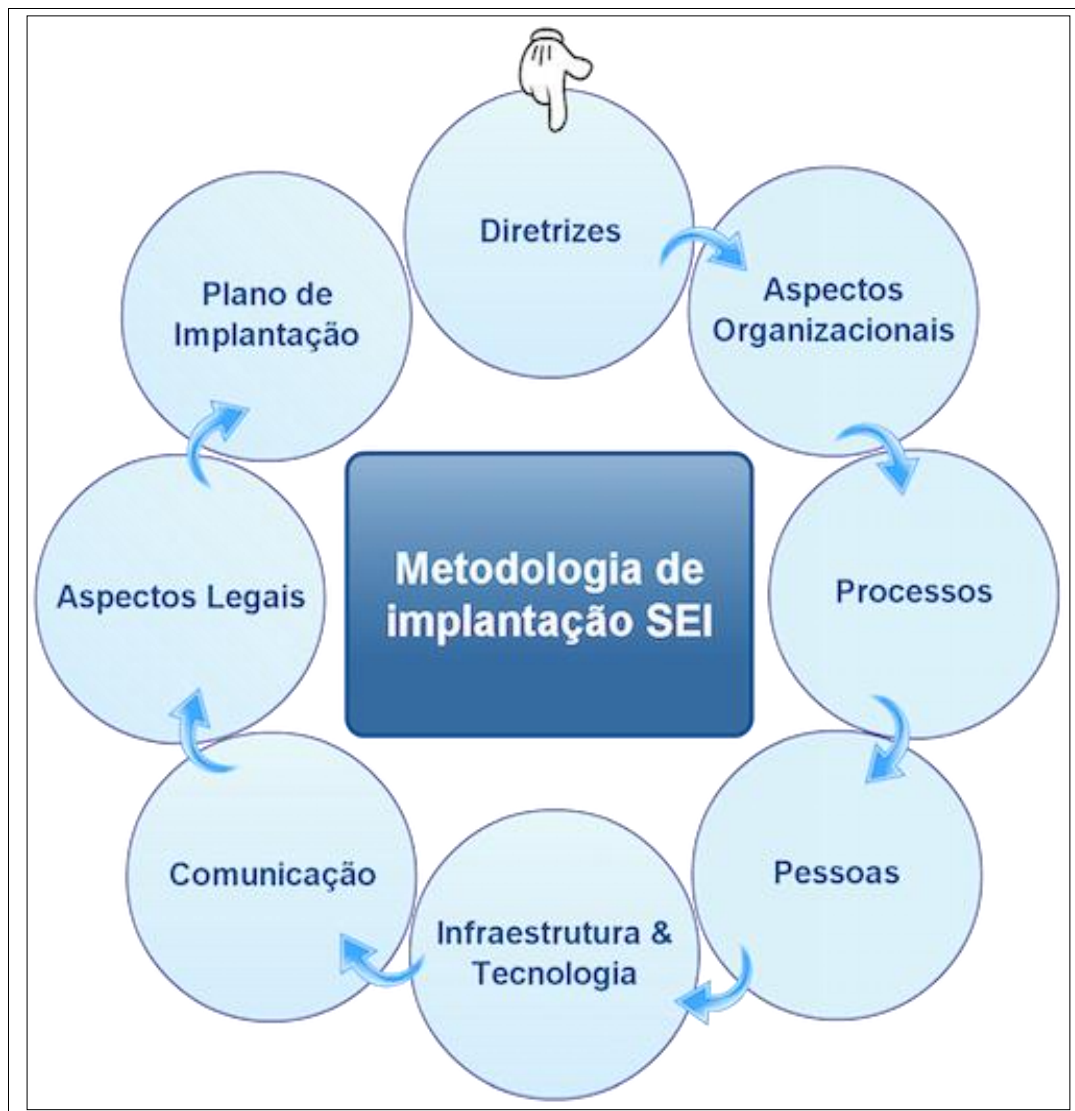 Diretrizes
Aspectos
Organizacionais
Processos
Pessoas
Infraestrutura &
Tecnologia
Comunicação
Aspectos Legais
Plano de
Implantação
Metodologia de
implantação SEI